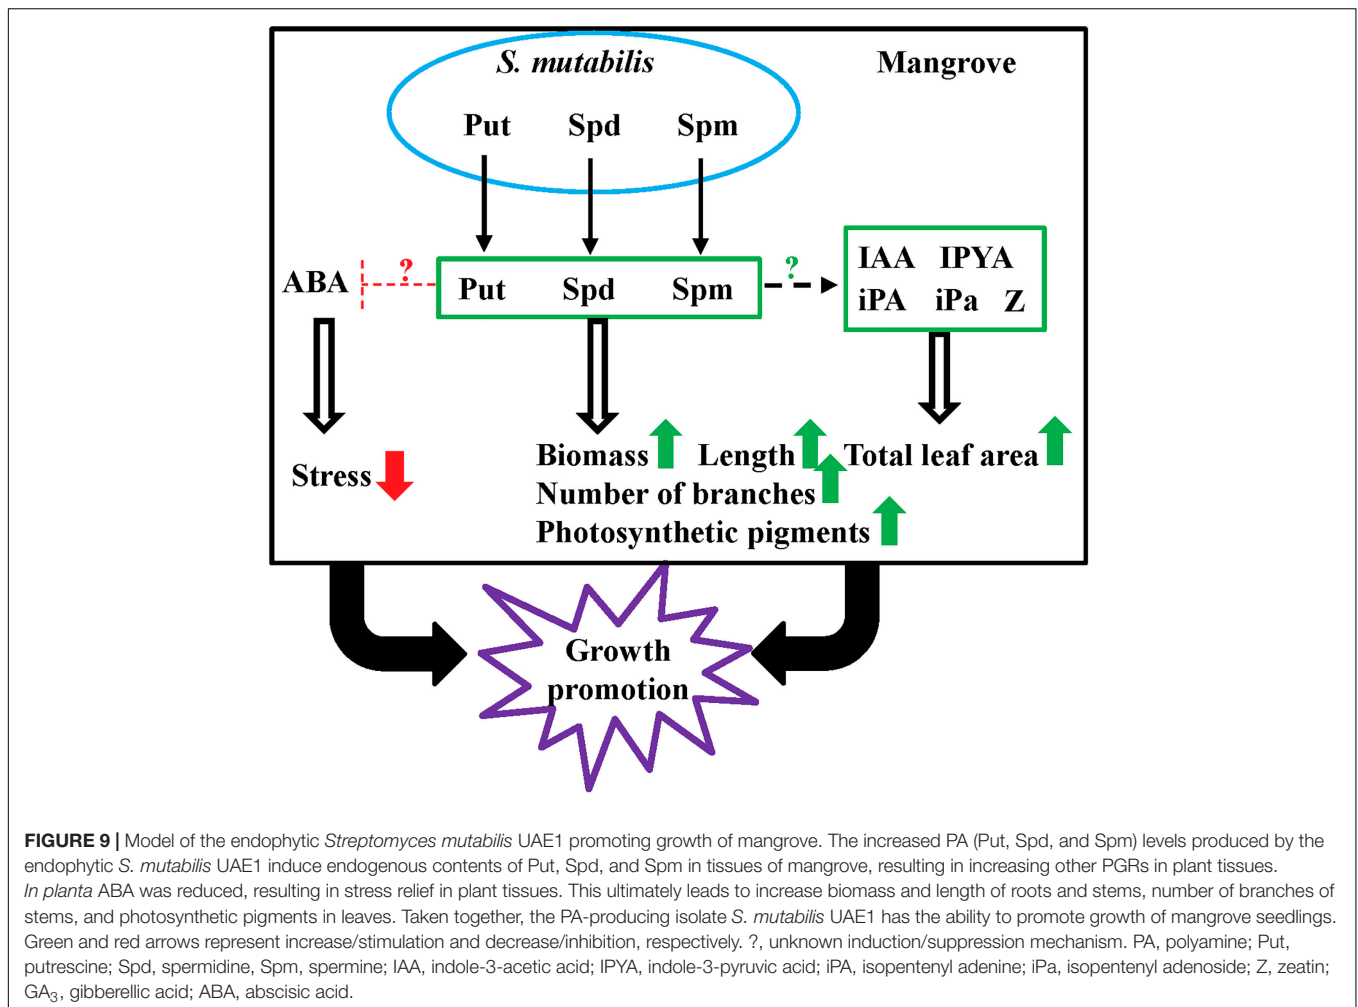 S. mutabilis
Mangrove
Put Spd Spm
ABA
?
Put Spd Spm
?
IAA IPYA
iPA iPa Z
Stress
Biomass Length
Number of branches
Photosynthetic pigments
Total leaf area
Growth
promotion
FIGURE 9 | Model of the endophytic Streptomyces mutabilis UAE1 promoting growth of mangrove. The increased PA (Put, Spd, and Spm) levels produced by the
endophytic S. mutabilis UAE1 induce endogenous contents of Put, Spd, and Spm in tissues of mangrove, resulting in increasing other PGRs in plant tissues.
In planta ABA was reduced, resulting in stress relief in plant tissues. This ultimately leads to increase biomass and length of roots and stems, number of branches of
stems, and photosynthetic pigments in leaves. Taken together, the PA-producing isolate S. mutabilis UAE1 has the ability to promote growth of mangrove seedlings.
Green and red arrows represent increase/stimulation and decrease/inhibition, respectively. ?, unknown induction/suppression mechanism. PA, polyamine; Put,
putrescine; Spd, spermidine, Spm, spermine; IAA, indole-3-acetic acid; IPYA, indole-3-pyruvic acid; iPA, isopentenyl adenine; iPa, isopentenyl adenoside; Z, zeatin;
GA₃, gibberellic acid; ABA, abscisic acid.